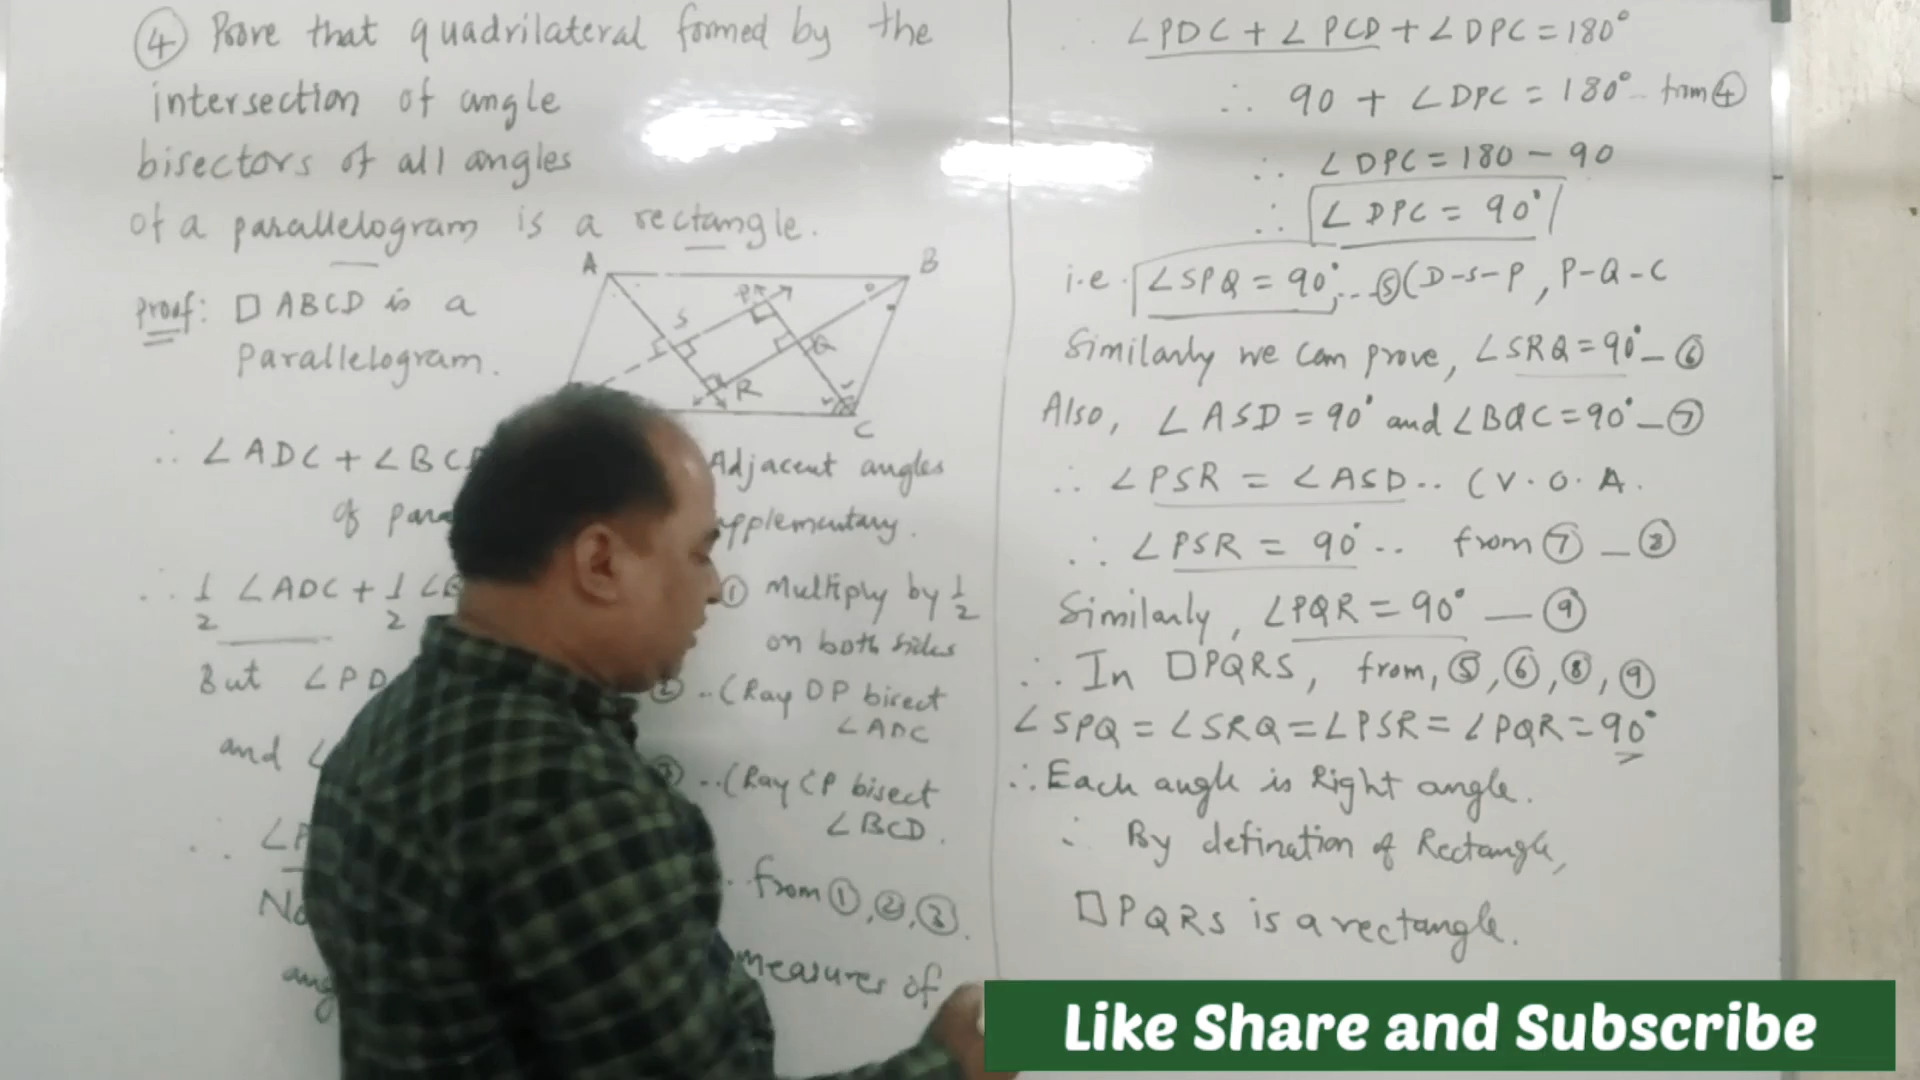 ④ Prove that quadrilateral formed by the
intersection of angle
bisectors of all angles
of a parallelogram is a rectangle.
Proof: □ ABCD is a
parallelogram.
A
B
S
P
Q
R
C
∴ ∠ADC + ∠BCD
Adjacent angles
of
supplementary.
∴ 1/2 ∠ADC + 1/2
① Multiply by 1/2
on both sides
But ∠PD
② ..(Ray DP bisect
∠ADC
and ∠
③ ..(Ray CP bisect
∠BCD.
∴ ∠P
from ①,②,③.
measures of
∴ ∠PDC + ∠PCD + ∠DPC = 180°
∴ 90 + ∠DPC = 180° from ④
∴ ∠DPC = 180 - 90
∴ ∠DPC = 90°
i.e. ∠SPQ = 90°... ⑤ (D-S-P, P-Q-C
Similarly we can prove, ∠SRQ = 90° - ⑥
Also, ∠ASD = 90° and ∠BQC = 90° - ⑦
∴ ∠PSR = ∠ASD .. (V.O.A.
∴ ∠PSR = 90° .. from ⑦ - ⑧
Similarly, ∠PQR = 90° — ⑨
∴ In □PQRS, from, ⑤, ⑥, ⑧, ⑨
∠SPQ = ∠SRQ = ∠PSR = ∠PQR = 90°
∴ Each angle is Right angle.
∴ By defination of Rectangle,
□PQRS is a rectangle.
Like Share and Subscribe